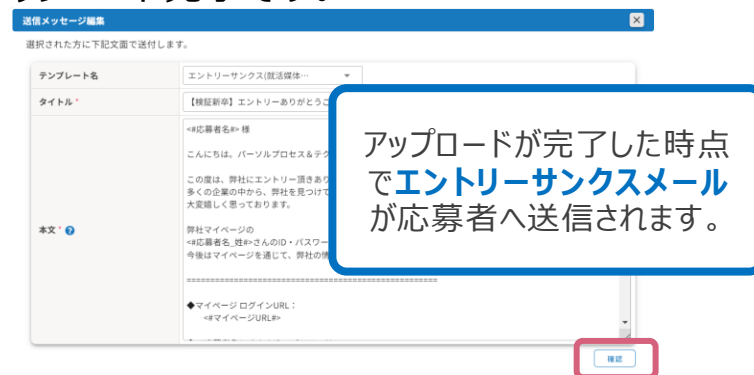 送信メッセージ編集
選択された方に下記文面で送付します。
テンプレート名
エントリーサンクス(就活媒体…
タイトル *
【検証新卒】エントリーありがとうご
本文 *
<#応募者名#> 様
こんにちは。パーソルプロセス&テク
この度は、弊社にエントリー頂きあり
多くの企業の中から、弊社を見つけて
大変嬉しく思っております。
弊社マイページの
<#応募者名_姓#>さんのID・パスワー
今後はマイページを通じて、弊社の情
====================================================
◆マイページ ログインURL：
<#マイページURL#>
アップロードが完了した時点
でエントリーサンクスメール
が応募者へ送信されます。
確認